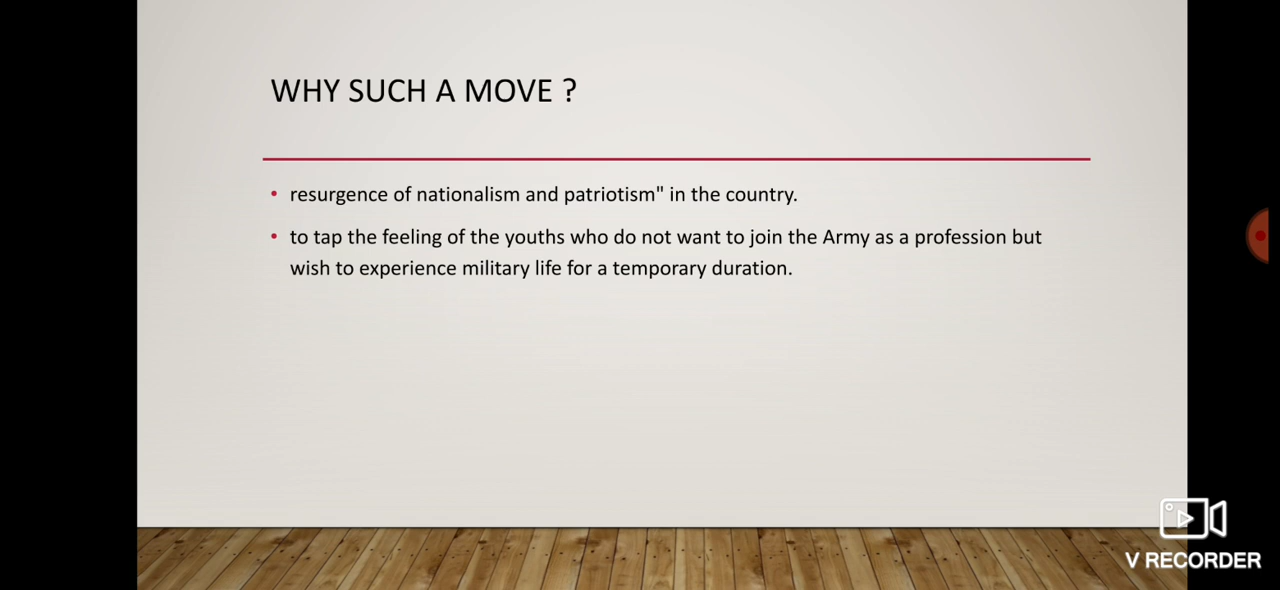 WHY SUCH A MOVE ?
• resurgence of nationalism and patriotism" in the country.
• to tap the feeling of the youths who do not want to join the Army as a profession but
wish to experience military life for a temporary duration.
V RECORDER